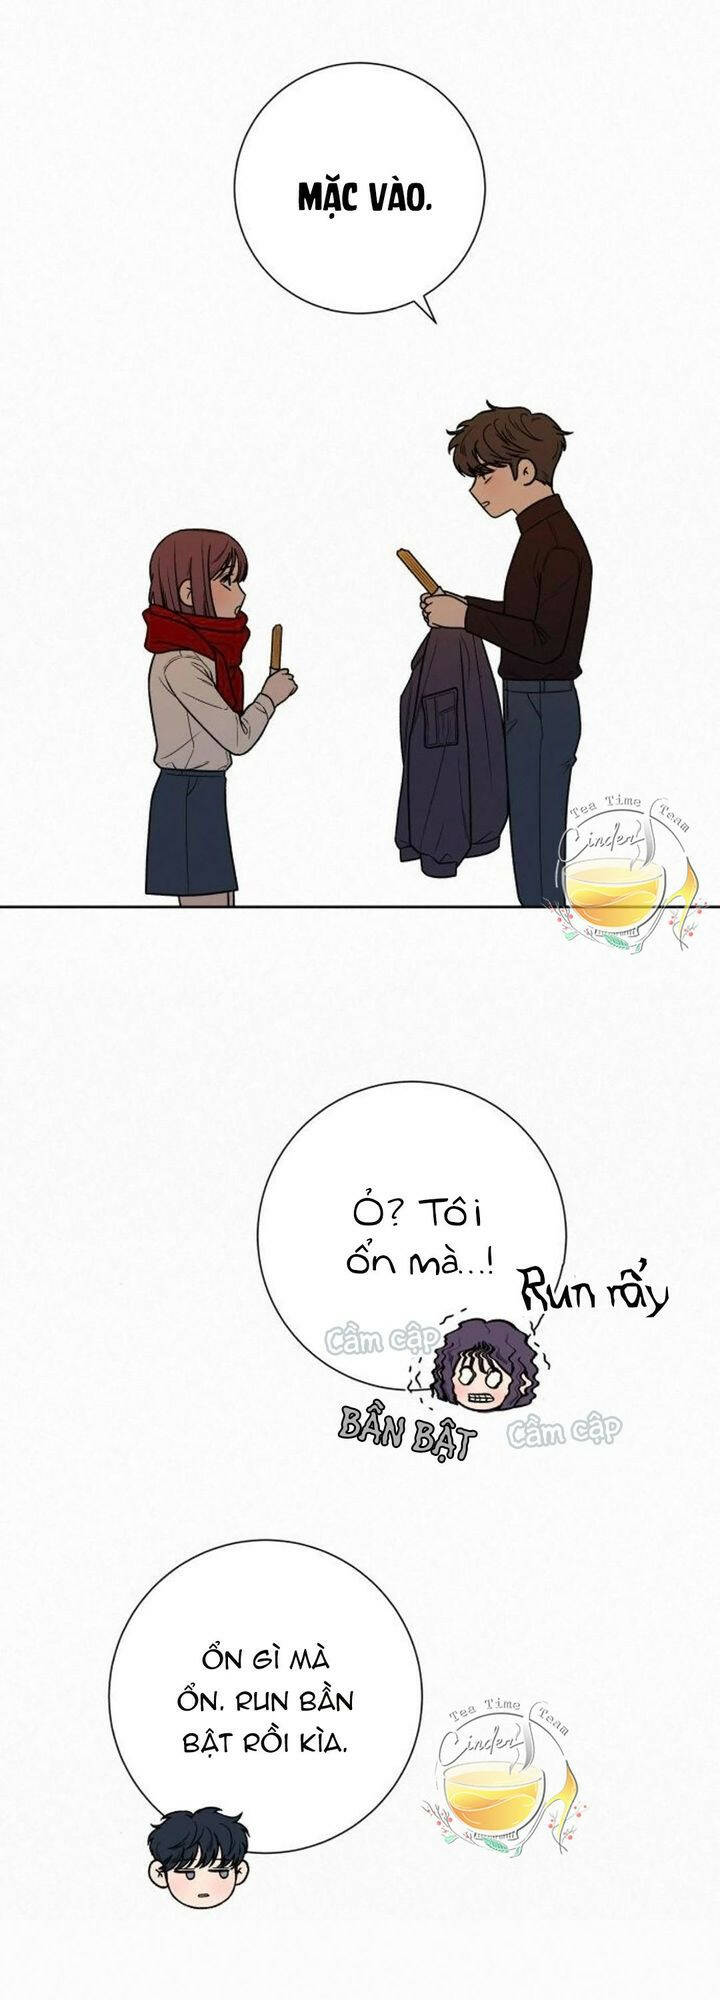 MẶC VÀO.
Tea Time Team
Cinder
Ỏ? Tôi
ổn mà...!
Run rẩy
Cầm cập
BẦN BẬT
Cầm cập
ỔN GÌ MÀ
ỔN. RUN BẦN
BẬT RỒI KÌA.
Tea Time Team
Cinder